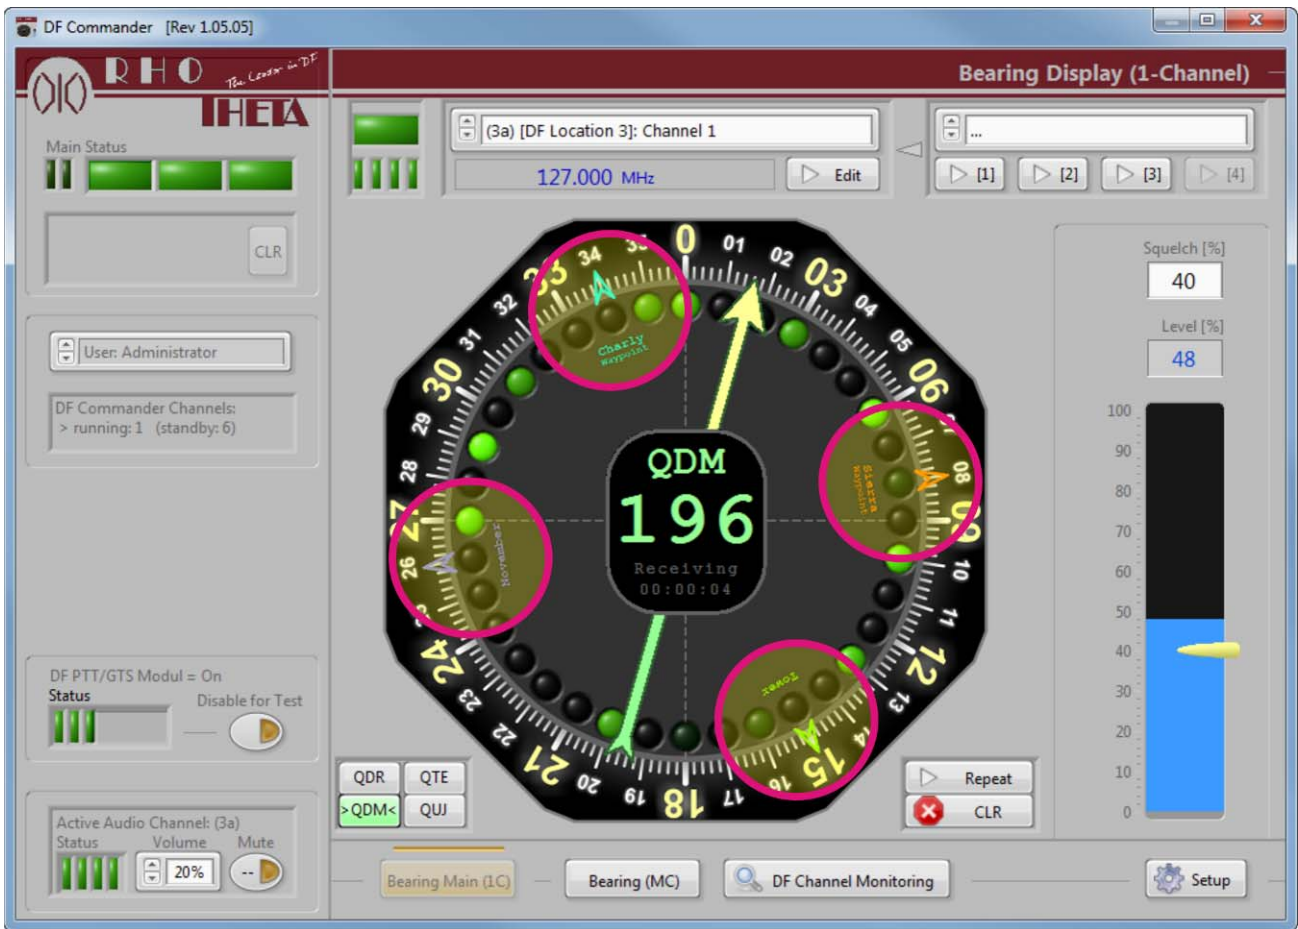 DF Commander [Rev 1.05.05]
RHO
The Leader in DF
THETA
Bearing Display (1-Channel)
Main Status
CLR
User: Administrator
DF Commander Channels:
> running: 1 (standby: 6)
DF PTT/GTS Modul = On
Status
Disable for Test
Active Audio Channel: (3a)
Status Volume Mute
20% --
(3a) [DF Location 3]: Channel 1
127.000 MHz
Edit
...
[1] [2] [3] [4]
0 01 02 03 04 05 06 07 08 09 10 11 12 13 14 15 16 17 18 19 20 21 22 23 24 25 26 27 28 29 30 31 32 33 34 35
Charly
Waypoint
Sierra
Waypoint
November
Tower
QDM
196
Receiving
00:00:04
QDR QTE
>QDM< QUJ
Repeat
CLR
Squelch [%]
40
Level [%]
48
100
90
80
70
60
50
40
30
20
10
0
Bearing Main (1C)
Bearing (MC)
DF Channel Monitoring
Setup